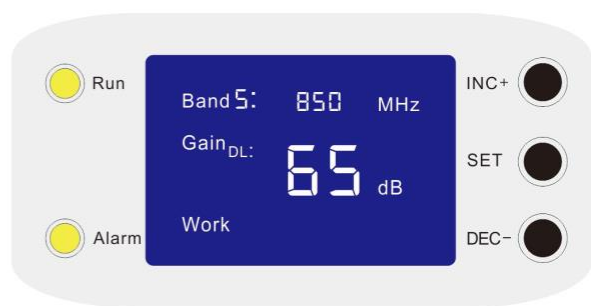 Run
INC+
Band 5: 850 MHz
Gain DL: 65 dB
SET
Work
Alarm
DEC-